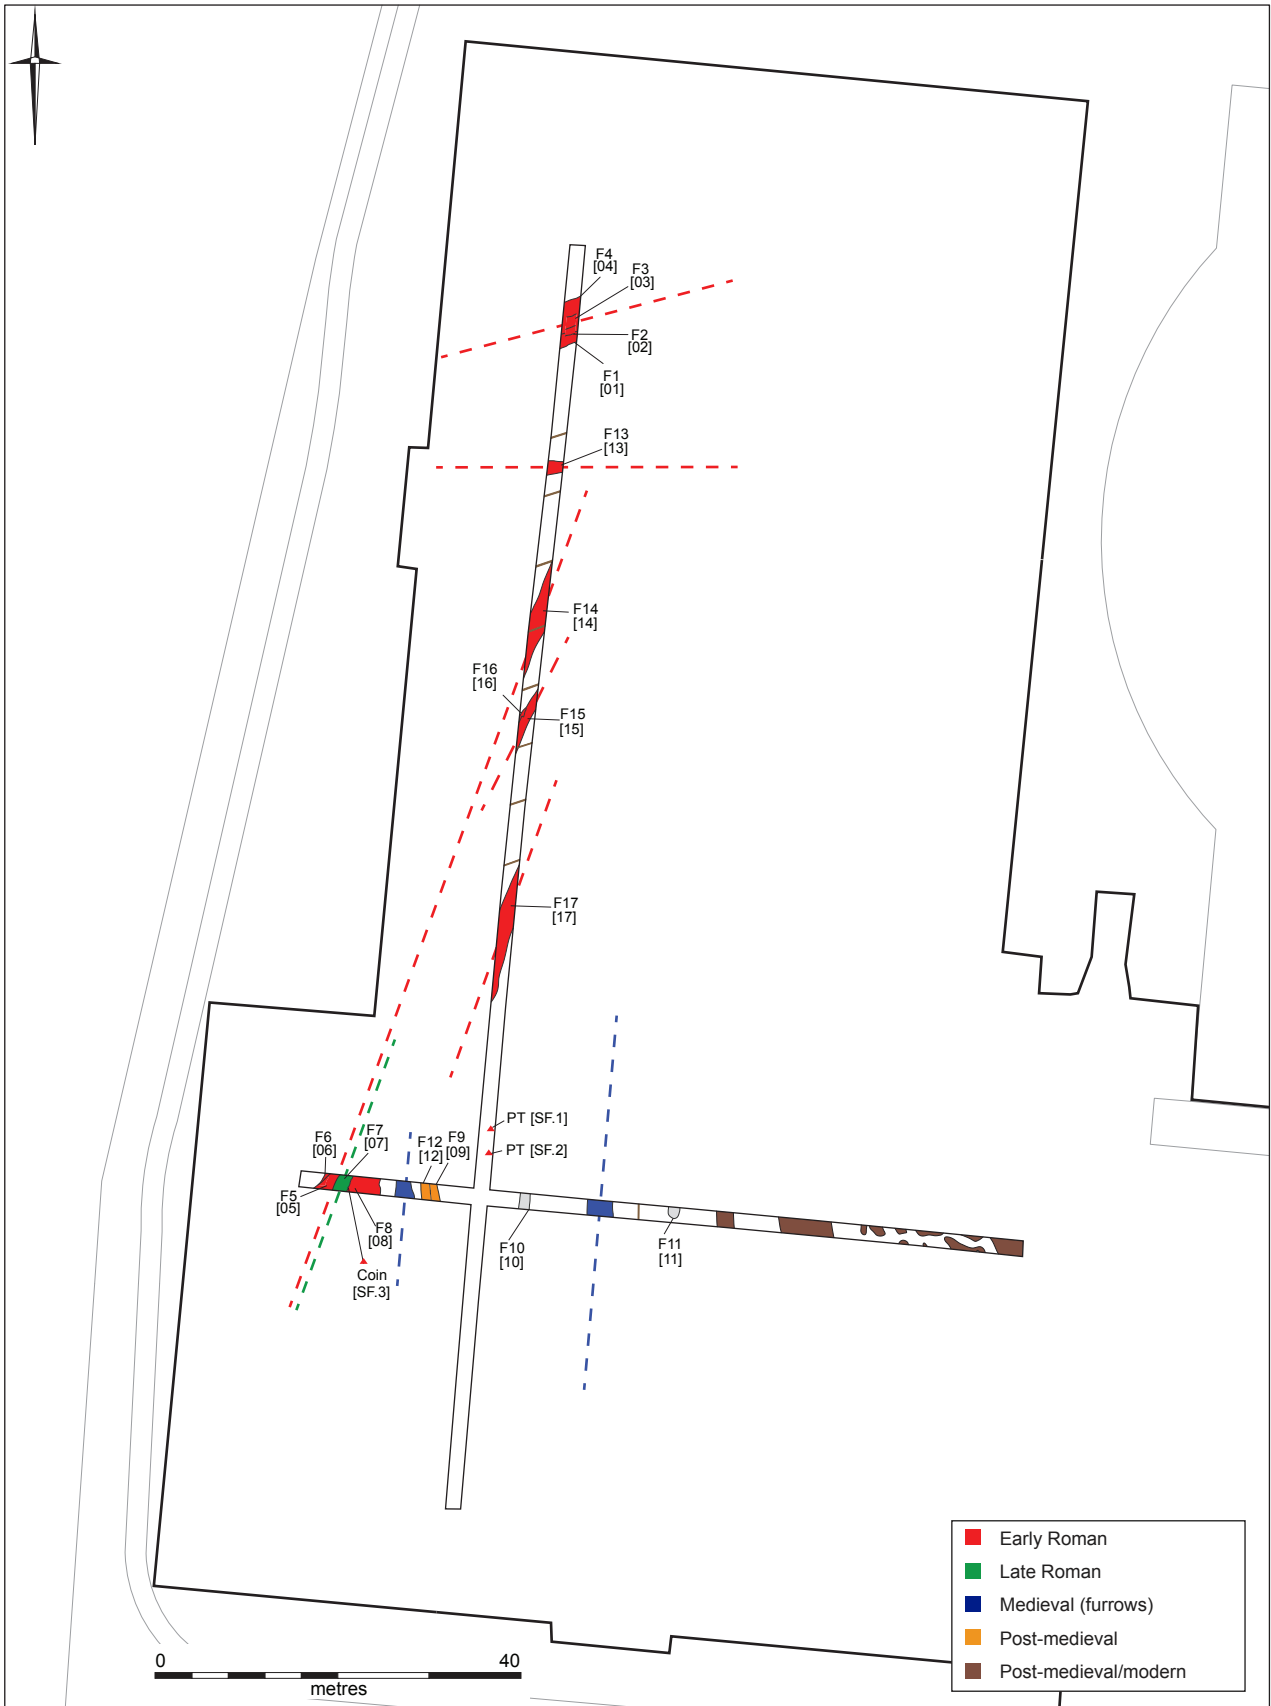 F4
[04]
F3
[03]
F2
[02]
F1
[01]
F13
[13]
F14
[14]
F16
[16]
F15
[15]
F17
[17]
PT [SF.1]
PT [SF.2]
F6
[06]
F7
[07]
F12
[12]
F9
[09]
F5
[05]
F8
[08]
Coin
[SF.3]
F10
[10]
F11
[11]
Early Roman
Late Roman
Medieval (furrows)
Post-medieval
Post-medieval/modern
0 40
metres